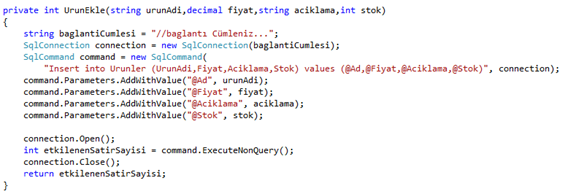 private int UrunEkle(string urunAdi,decimal fiyat,string aciklama,int stok)
{
    string baglantiCumlesi = "//bağlantı Cümleniz...";
    SqlConnection connection = new SqlConnection(baglantiCumlesi);
    SqlCommand command = new SqlCommand(
        "Insert into Urunler (UrunAdi,Fiyat,Aciklama,Stok) values (@Ad,@Fiyat,@Aciklama,@Stok)", connection);
    command.Parameters.AddWithValue("@Ad", urunAdi);
    command.Parameters.AddWithValue("@Fiyat", fiyat);
    command.Parameters.AddWithValue("@Aciklama", aciklama);
    command.Parameters.AddWithValue("@Stok", stok);

    connection.Open();
    int etkilenenSatirSayisi = command.ExecuteNonQuery();
    connection.Close();
    return etkilenenSatirSayisi;
}